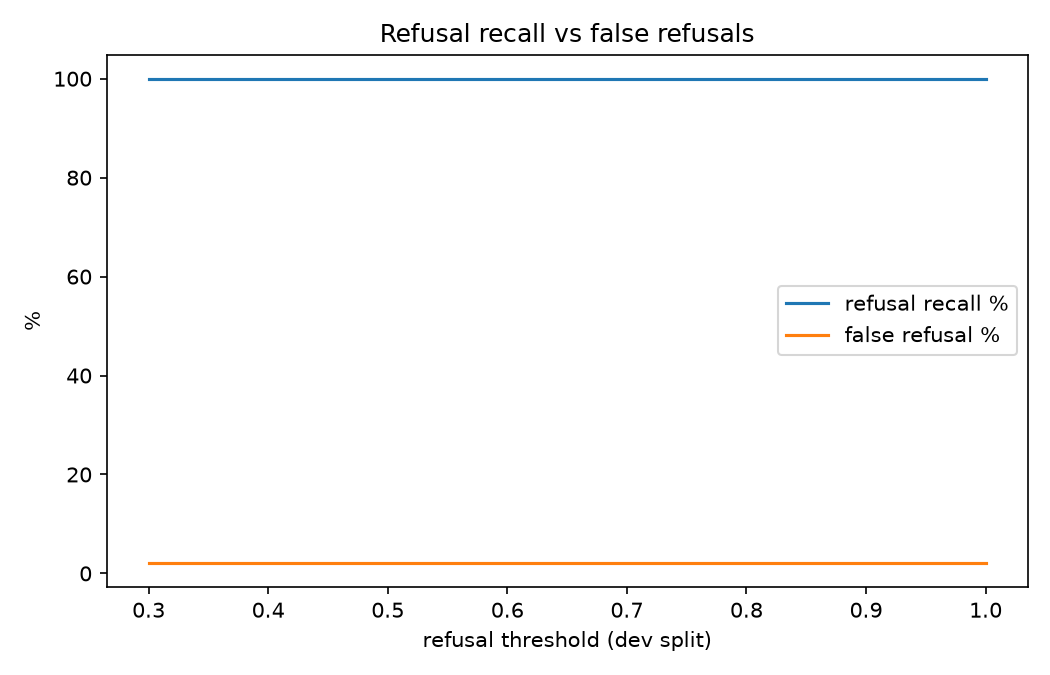 Refusal recall vs false refusals
100
80
60
40
20
0
%
refusal recall %
false refusal %
0.3 0.4 0.5 0.6 0.7 0.8 0.9 1.0
refusal threshold (dev split)